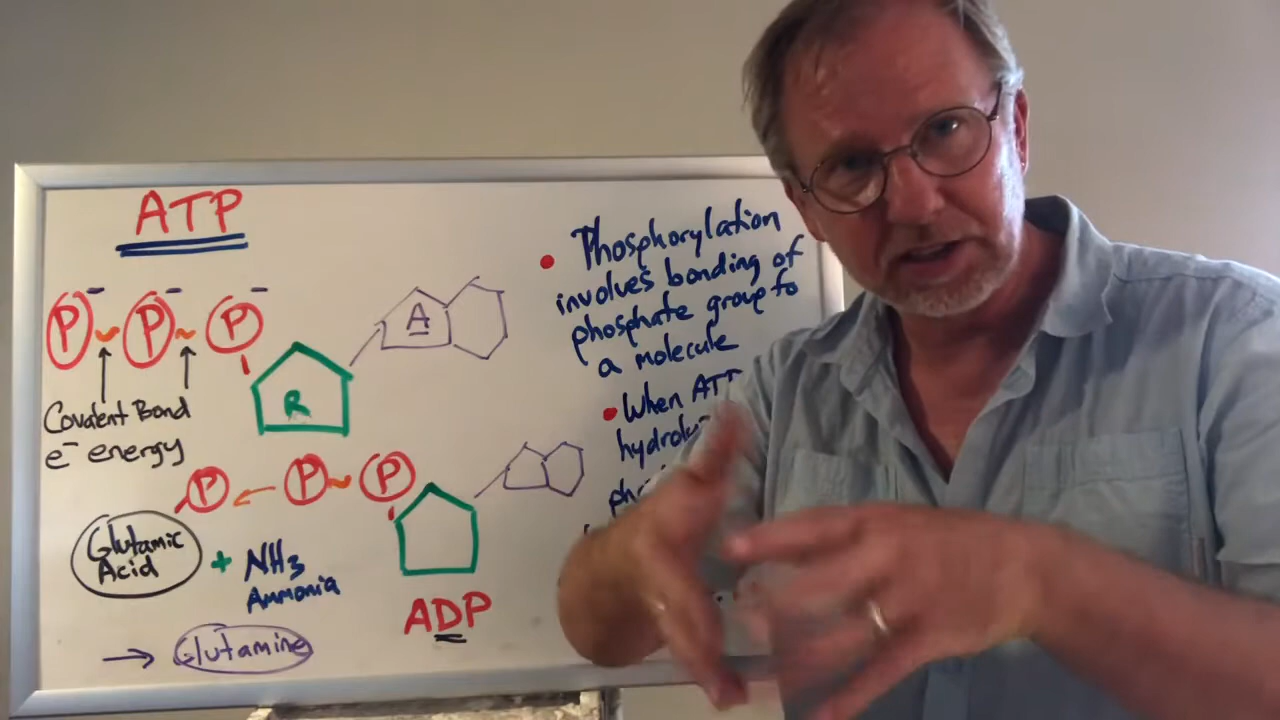 ATP
P - ~ P - ~ P -
A
R
Covalent Bond
e- energy
P ← P ~ P
Glutamic
Acid
+ NH3
Ammonia
→ Glutamine
ADP
• Phosphorylation
involves bonding of
phosphate group to
a molecule
• When